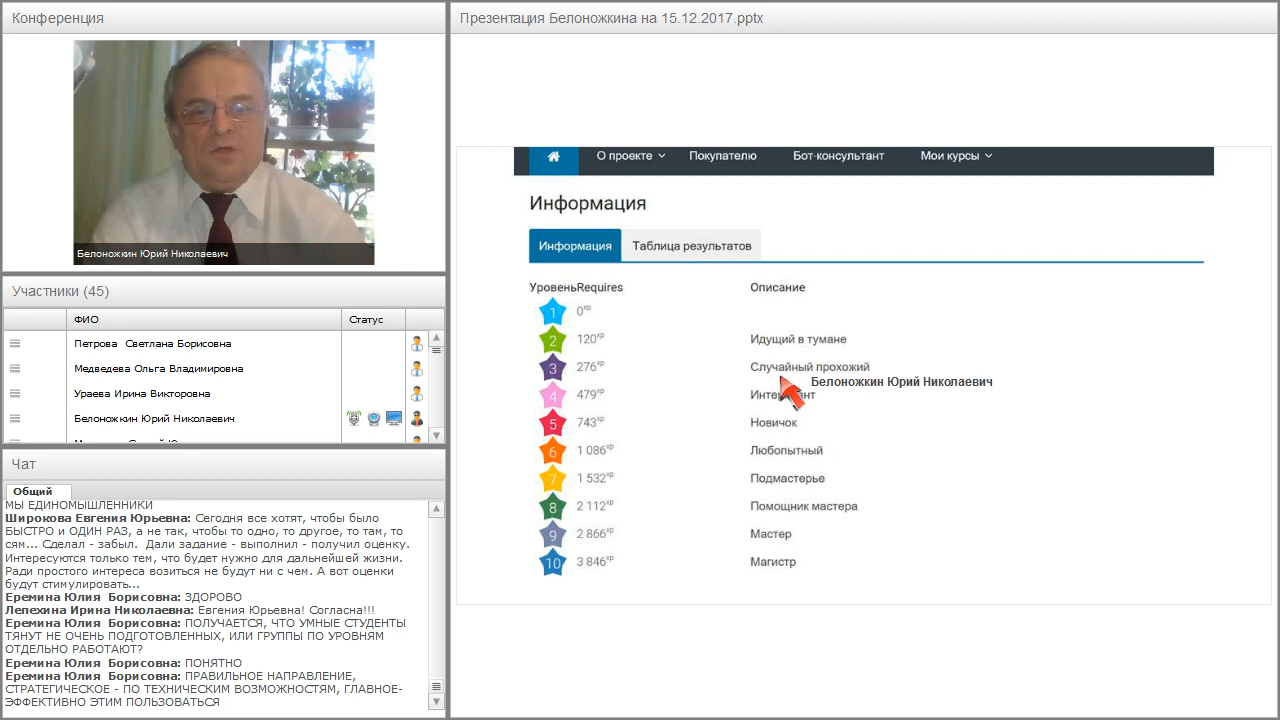 Конференция
Белоножкин Юрий Николаевич
Участники (45)
ФИО
Статус
Петрова Светлана Борисовна
Медведева Ольга Владимировна
Ураева Ирина Викторовна
Белоножкин Юрий Николаевич
Чат
Общий
МЫ ЕДИНОМЫШЛЕННИКИ
Широкова Евгения Юрьевна: Сегодня все хотят, чтобы было
БЫСТРО и ОДИН РАЗ, а не так, чтобы то одно, то другое, то там, то
сям... Сделал - забыл. Дали задание - выполнил - получил оценку.
Интересуются только тем, что будет нужно для дальнейшей жизни.
Ради простого интереса возиться не будут ни с чем. А вот оценки
будут стимулировать...
Еремина Юлия Борисовна: ЗДОРОВО
Лепехина Ирина Николаевна: Евгения Юрьевна! Согласна!!!
Еремина Юлия Борисовна: ПОЛУЧАЕТСЯ, ЧТО УМНЫЕ СТУДЕНТЫ
ТЯНУТ НЕ ОЧЕНЬ ПОДГОТОВЛЕННЫХ, ИЛИ ГРУППЫ ПО УРОВНЯМ
ОТДЕЛЬНО РАБОТАЮТ?
Еремина Юлия Борисовна: ПОНЯТНО
Еремина Юлия Борисовна: ПРАВИЛЬНОЕ НАПРАВЛЕНИЕ,
СТРАТЕГИЧЕСКОЕ - ПО ТЕХНИЧЕСКИМ ВОЗМОЖНОСТЯМ, ГЛАВНОЕ-
ЭФФЕКТИВНО ЭТИМ ПОЛЬЗОВАТЬСЯ
Презентация Белоножкина на 15.12.2017.pptx
О проекте Покупателю Бот-консультант Мои курсы
Информация
Информация Таблица результатов
УровеньRequires Описание
1 0xp
2 120xp Идущий в тумане
3 276xp Случайный прохожий
Белоножкин Юрий Николаевич
4 479xp
5 743xp Новичок
6 1 086xp Любопытный
7 1 532xp Подмастерье
8 2 112xp Помощник мастера
9 2 866xp Мастер
10 3 846xp Магистр